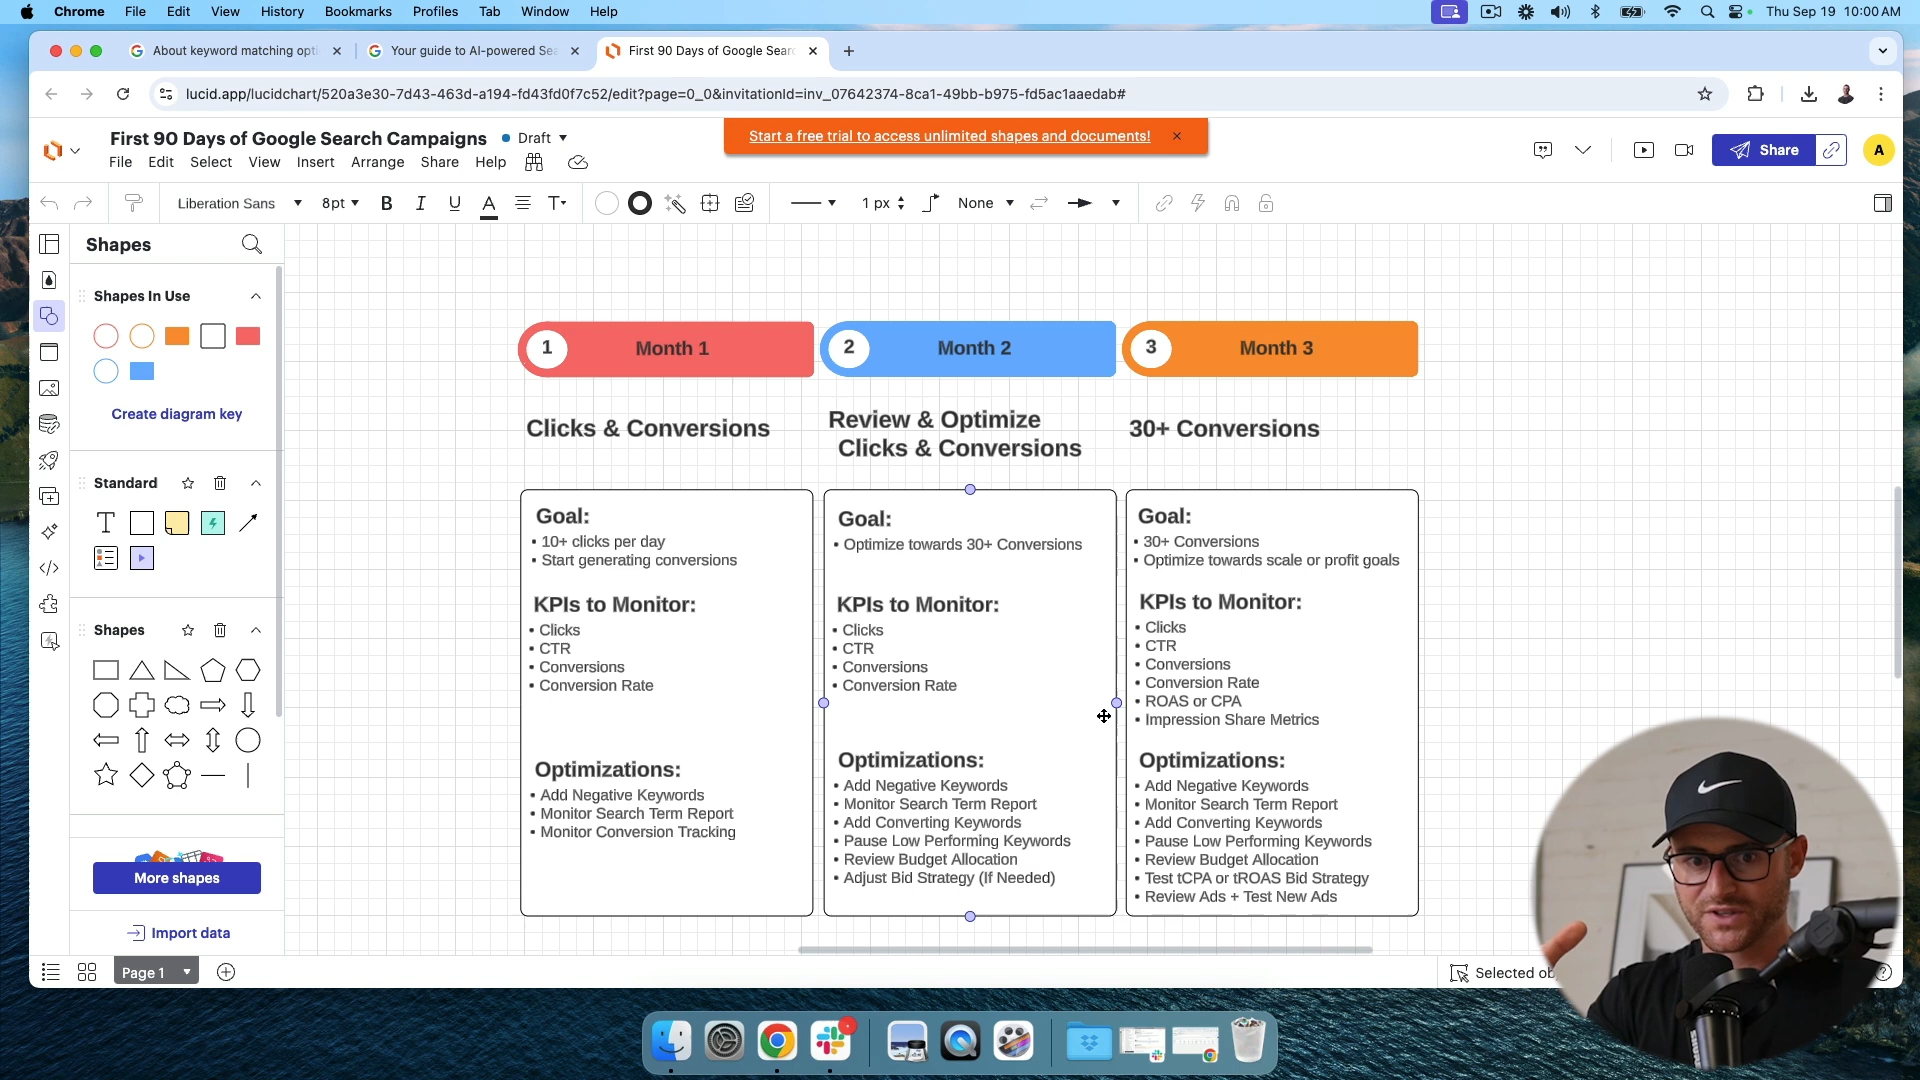 Chrome File Edit View History Bookmarks Profiles Tab Window Help
Thu Sep 19 10:00 AM
About keyword matching opti
Your guide to AI-powered Sea
First 90 Days of Google Searc
lucid.app/lucidchart/520a3e30-7d43-463d-a194-fd43fd0f7c52/edit?page=0_0&invitationId=inv_07642374-8ca1-49bb-b975-fd5ac1aaedab#
First 90 Days of Google Search Campaigns
Draft
Start a free trial to access unlimited shapes and documents!
File Edit Select View Insert Arrange Share Help
Share
A
Liberation Sans
8pt
B I U A T
1 px
None
Shapes
Shapes In Use
Create diagram key
Standard
T
Shapes
More shapes
Import data
1 Month 1
Clicks & Conversions
Goal:
• 10+ clicks per day
• Start generating conversions
KPIs to Monitor:
• Clicks
• CTR
• Conversions
• Conversion Rate
Optimizations:
• Add Negative Keywords
• Monitor Search Term Report
• Monitor Conversion Tracking
2 Month 2
Review & Optimize
Clicks & Conversions
Goal:
• Optimize towards 30+ Conversions
KPIs to Monitor:
• Clicks
• CTR
• Conversions
• Conversion Rate
Optimizations:
• Add Negative Keywords
• Monitor Search Term Report
• Add Converting Keywords
• Pause Low Performing Keywords
• Review Budget Allocation
• Adjust Bid Strategy (If Needed)
3 Month 3
30+ Conversions
Goal:
• 30+ Conversions
• Optimize towards scale or profit goals
KPIs to Monitor:
• Clicks
• CTR
• Conversions
• Conversion Rate
• ROAS or CPA
• Impression Share Metrics
Optimizations:
• Add Negative Keywords
• Monitor Search Term Report
• Add Converting Keywords
• Pause Low Performing Keywords
• Review Budget Allocation
• Test tCPA or tROAS Bid Strategy
• Review Ads + Test New Ads
Page 1
Selected ob